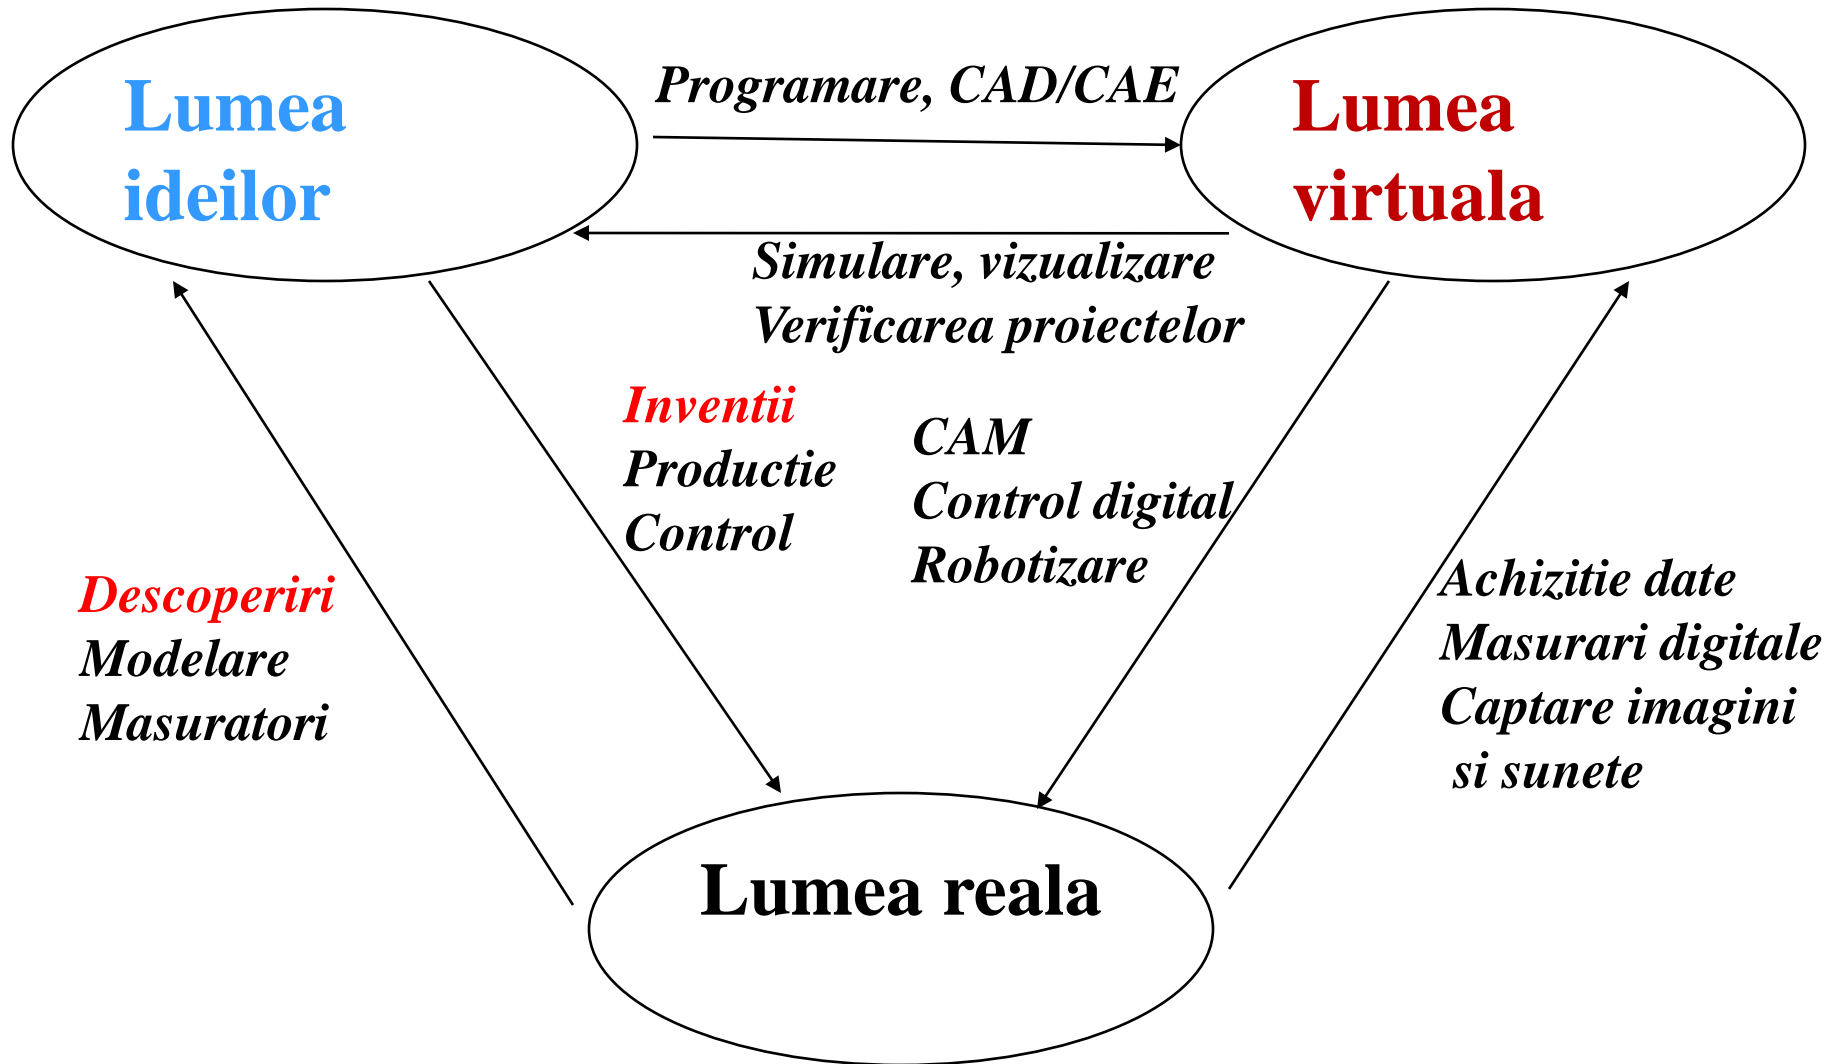 Lumea
ideilor
Programare, CAD/CAE
Lumea
virtuala
Simulare, vizualizare
Verificarea proiectelor
Inventii
Productie
Control
CAM
Control digital
Robotizare
Descoperiri
Modelare
Masuratori
Achizitie date
Masurari digitale
Captare imagini
si sunete
Lumea reala